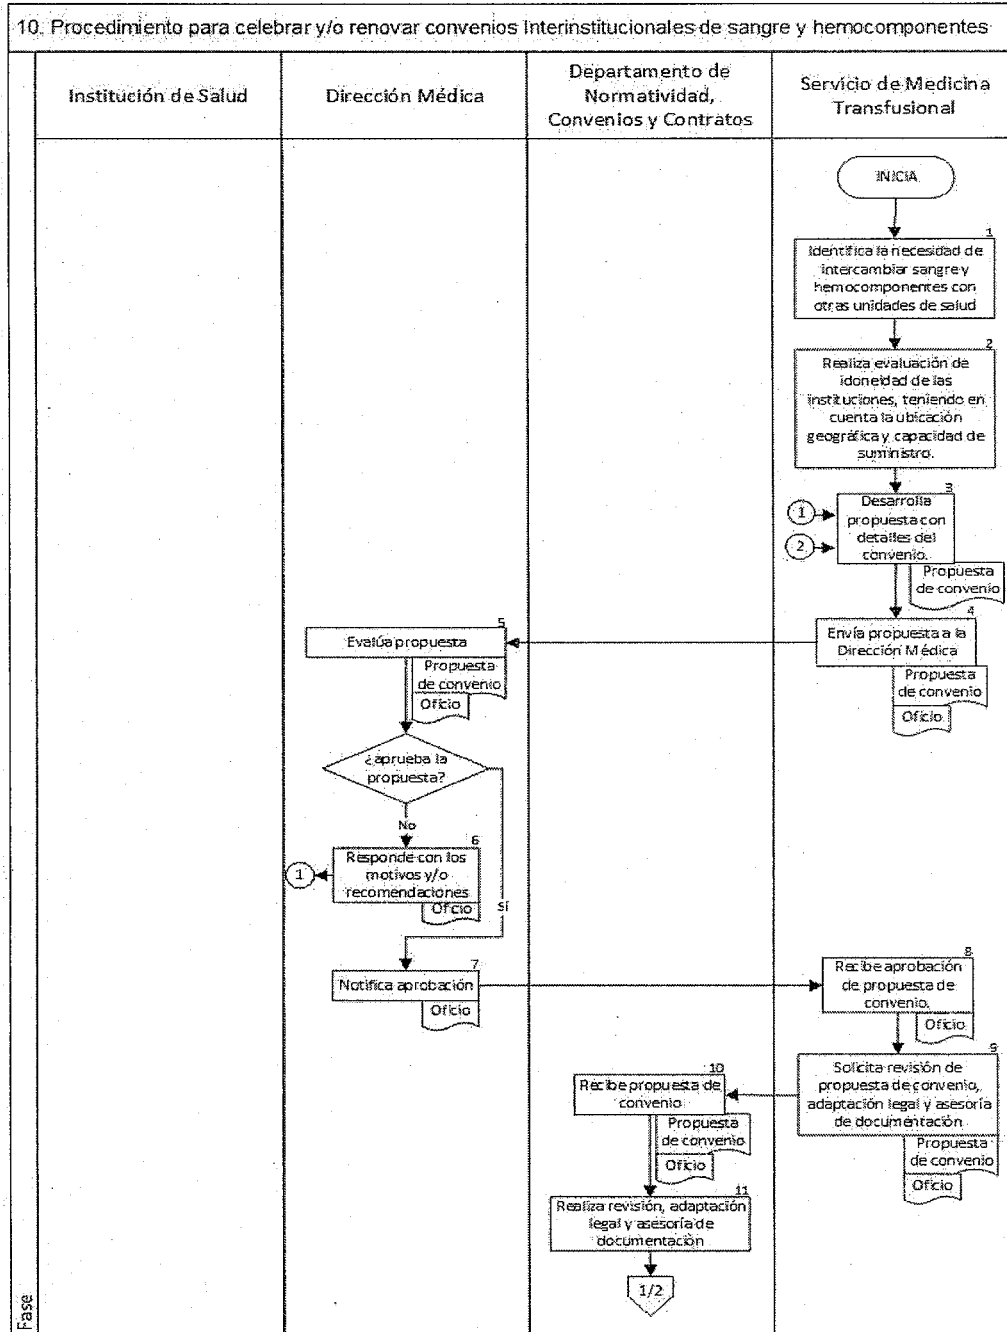 10. Procedimiento para celebrar y/o renovar convenios Interinstitucionales de sangre y hemocomponentes
Institución de Salud
Dirección Médica
Departamento de
Normatividad,
Convenios y Contratos
Servicio de Medicina
Transfusional
INICIA
1
Identifica la necesidad de
intercambiar sangre y
hemocomponentes con
otras unidades de salud
2
Realiza evaluación de
idoneidad de las
instituciones, teniendo en
cuenta la ubicación
geográfica y capacidad de
suministro.
3
1
2
Desarrolla
propuesta con
detalles del
convenio.
Propuesta
de convenio
4
Envía propuesta a la
Dirección Médica
Propuesta
de convenio
Oficio
5
Evalúa propuesta
Propuesta
de convenio
Oficio
¿aprueba la
propuesta?
No
Sí
6
1
Responde con los
motivos y/o
recomendaciones
Oficio
7
Notifica aprobación
Oficio
8
Recibe aprobación
de propuesta de
convenio.
Oficio
9
Solicita revisión de
propuesta de convenio,
adaptación legal y asesoría
de documentación
Propuesta
de convenio
Oficio
10
Recibe propuesta de
convenio
Propuesta
de convenio
Oficio
11
Realiza revisión, adaptación
legal y asesoría de
documentación
1/2
Fase